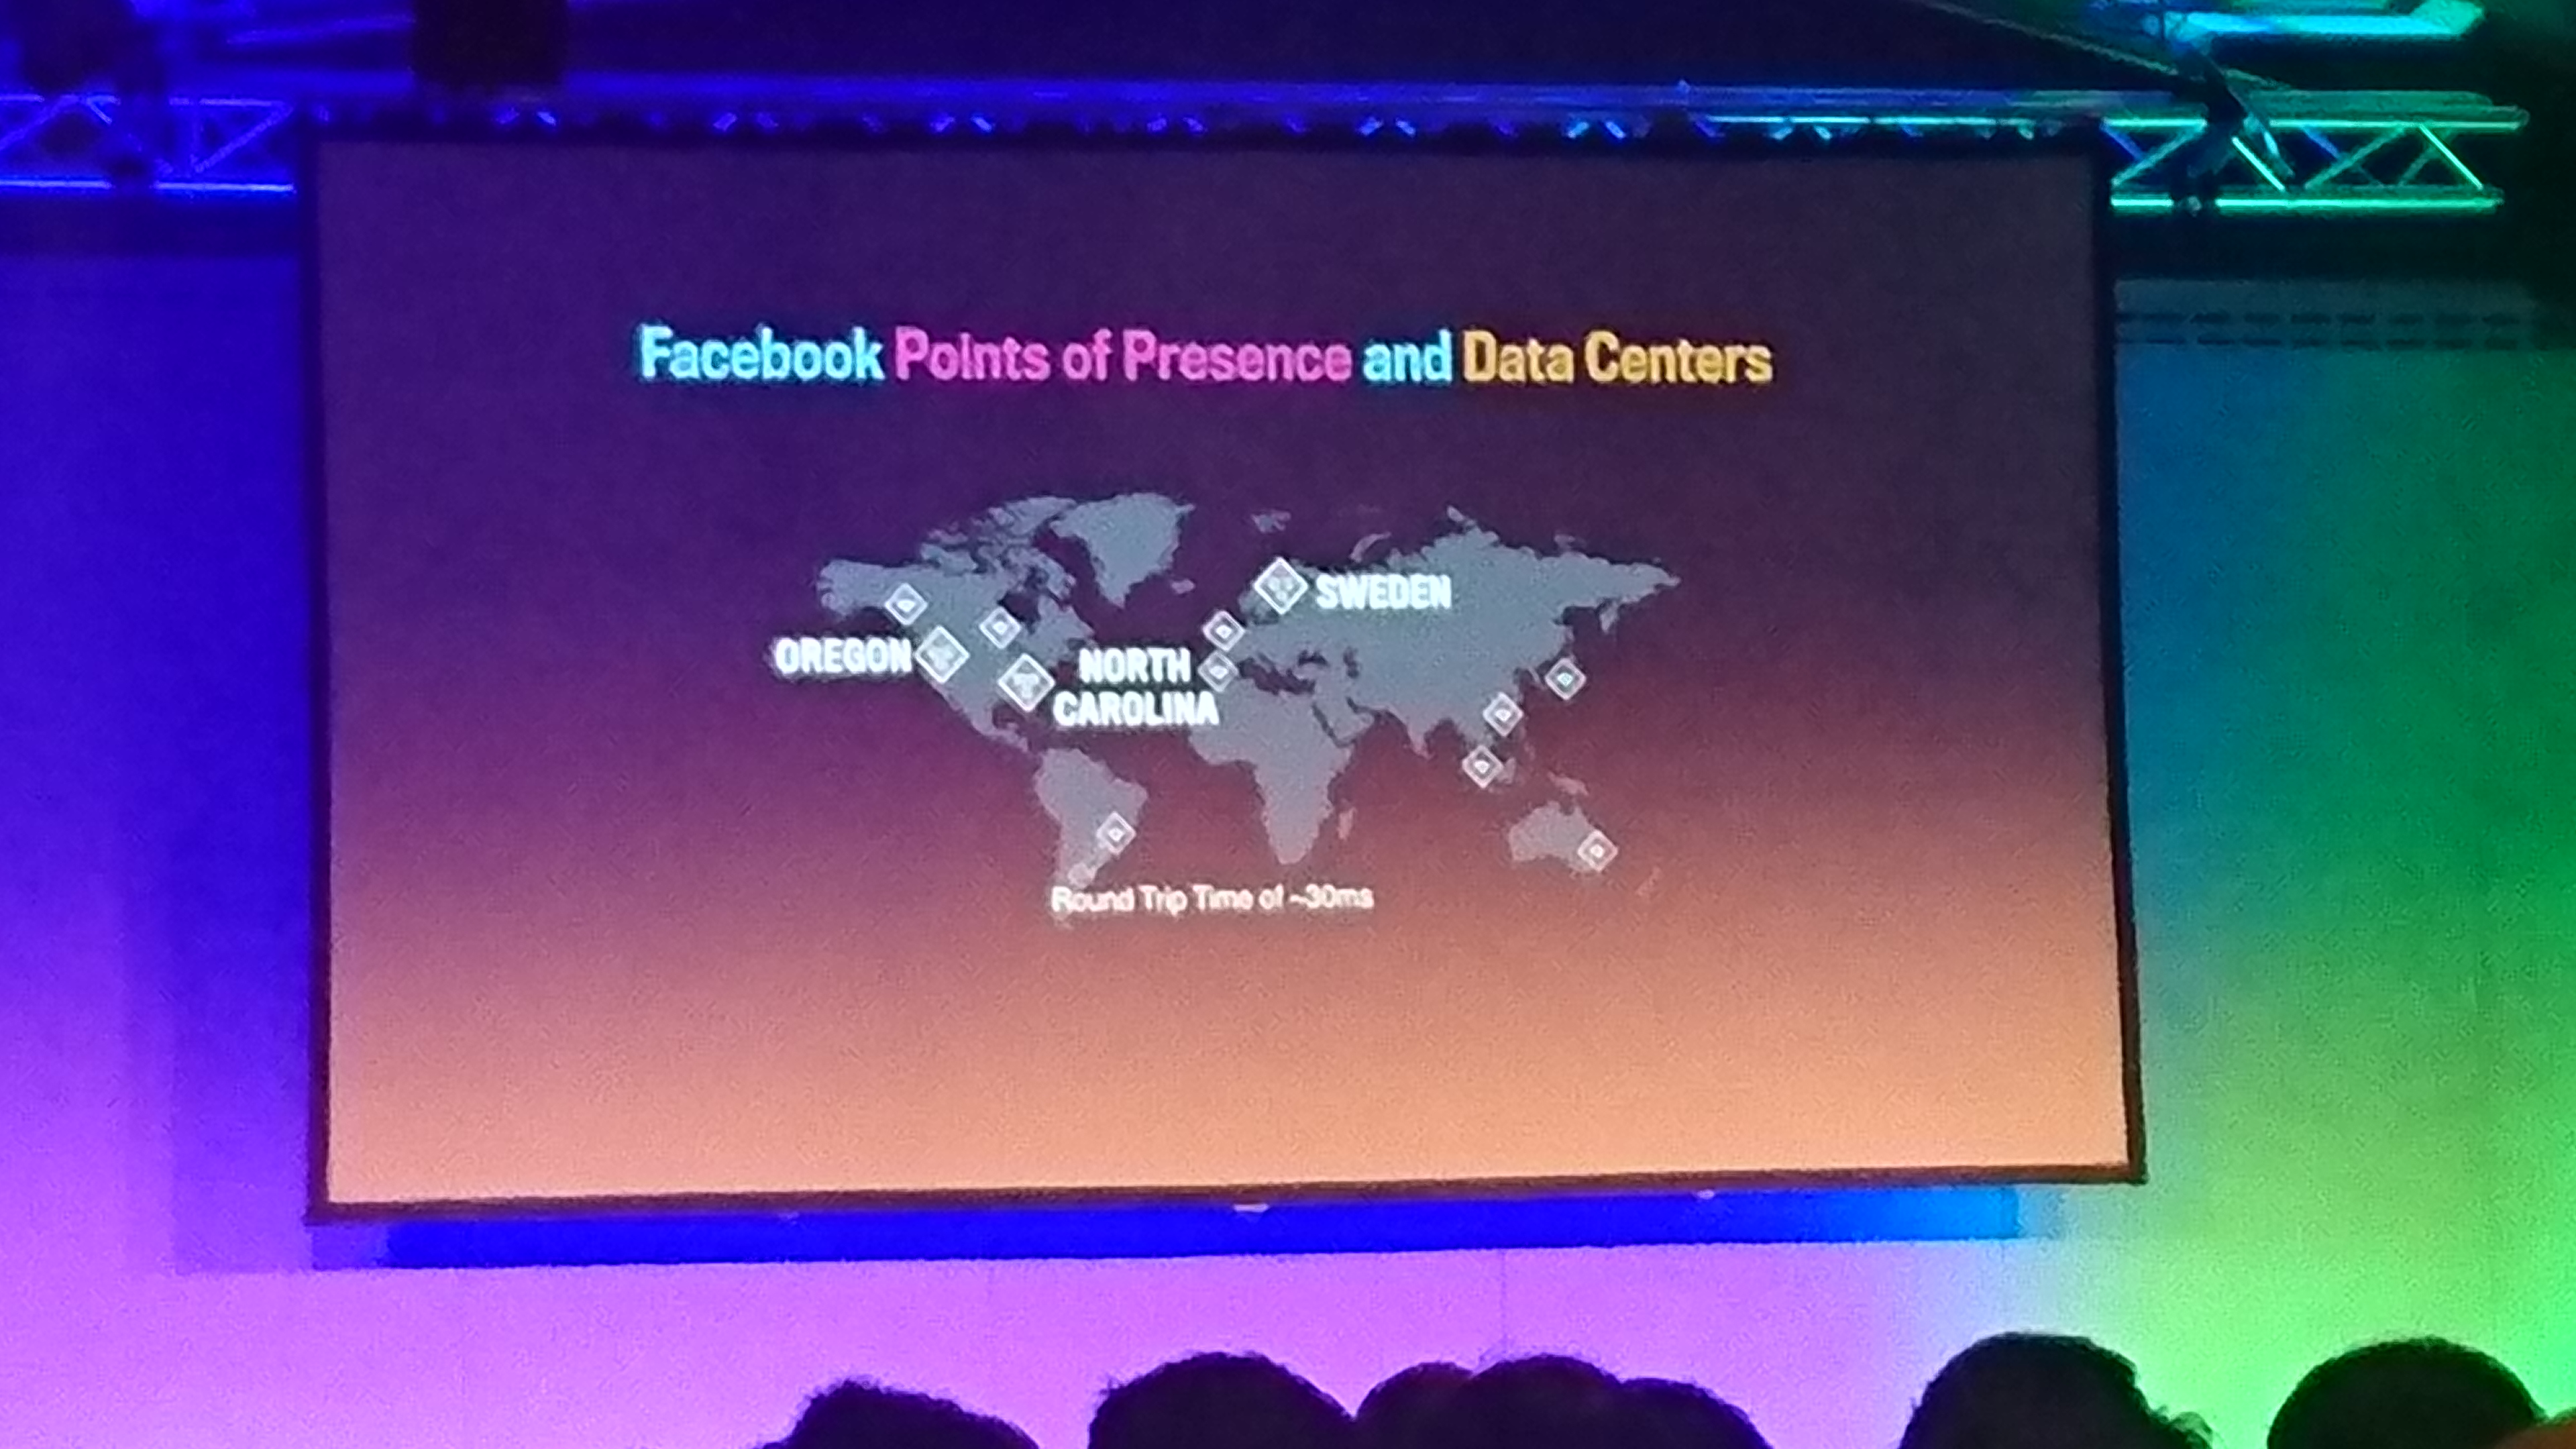 Facebook Points of Presence and Data Centers
SWEDEN
OREGON
NORTH
CAROLINA
Round Trip Time of ~30ms